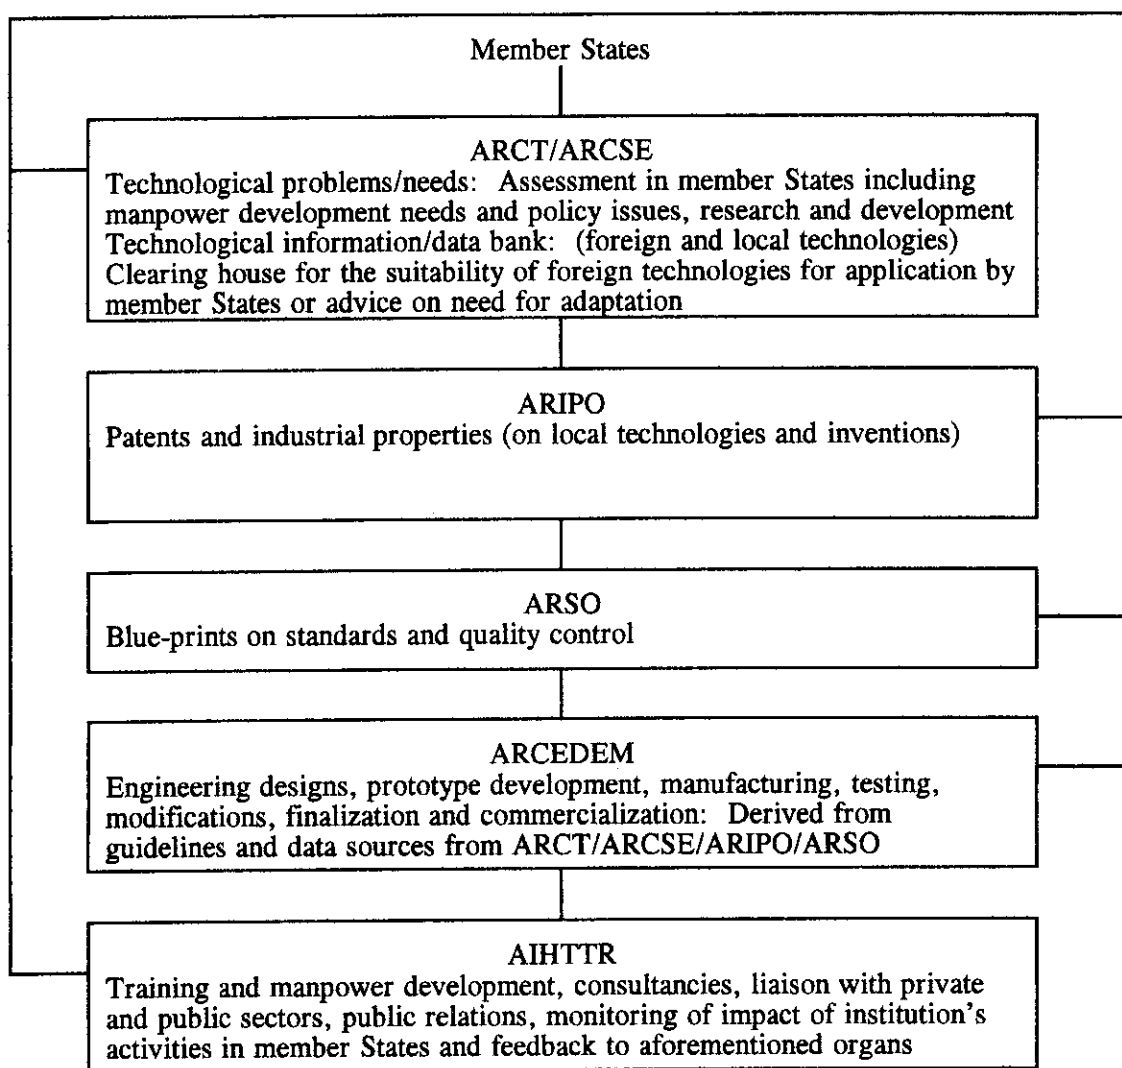 Member States
ARCT/ARCSE
Technological problems/needs: Assessment in member States including
manpower development needs and policy issues, research and development
Technological information/data bank: (foreign and local technologies)
Clearing house for the suitability of foreign technologies for application by
member States or advice on need for adaptation
ARIPO
Patents and industrial properties (on local technologies and inventions)
ARSO
Blue-prints on standards and quality control
ARCEDEM
Engineering designs, prototype development, manufacturing, testing,
modifications, finalization and commercialization: Derived from
guidelines and data sources from ARCT/ARCSE/ARIPO/ARSO
AIHTTR
Training and manpower development, consultancies, liaison with private
and public sectors, public relations, monitoring of impact of institution's
activities in member States and feedback to aforementioned organs